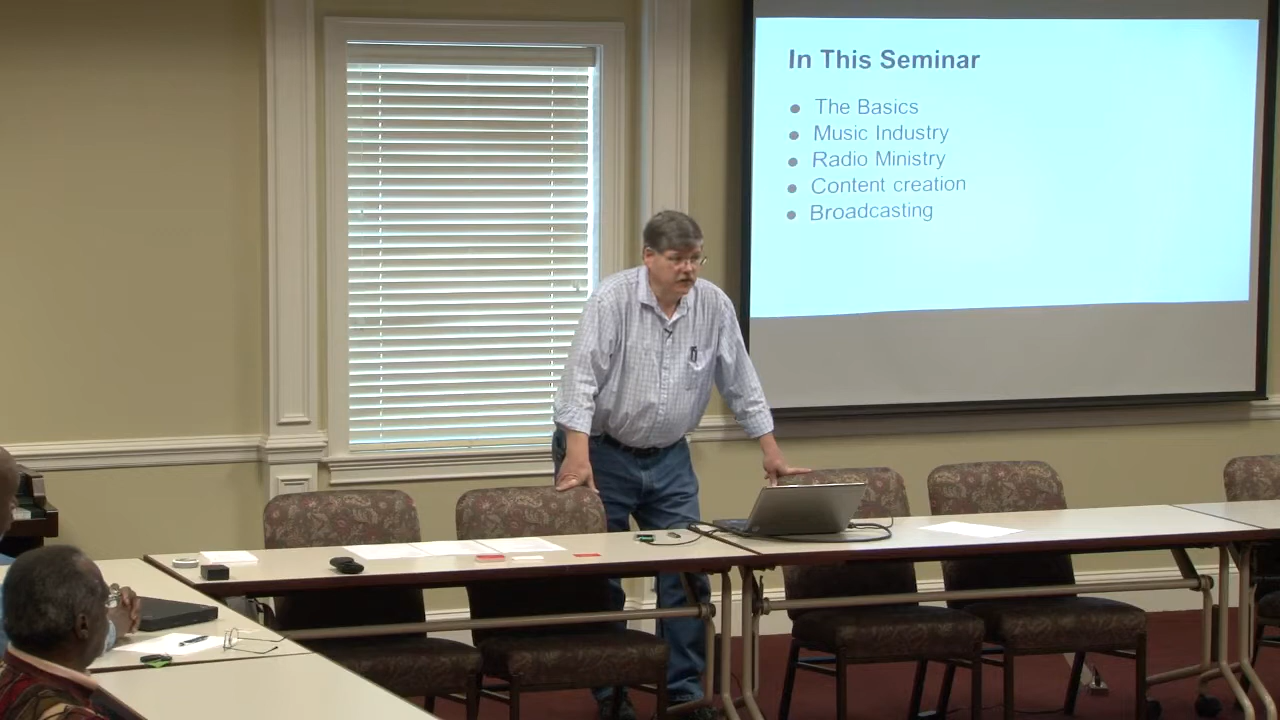 In This Seminar
● The Basics
● Music Industry
● Radio Ministry
● Content creation
● Broadcasting